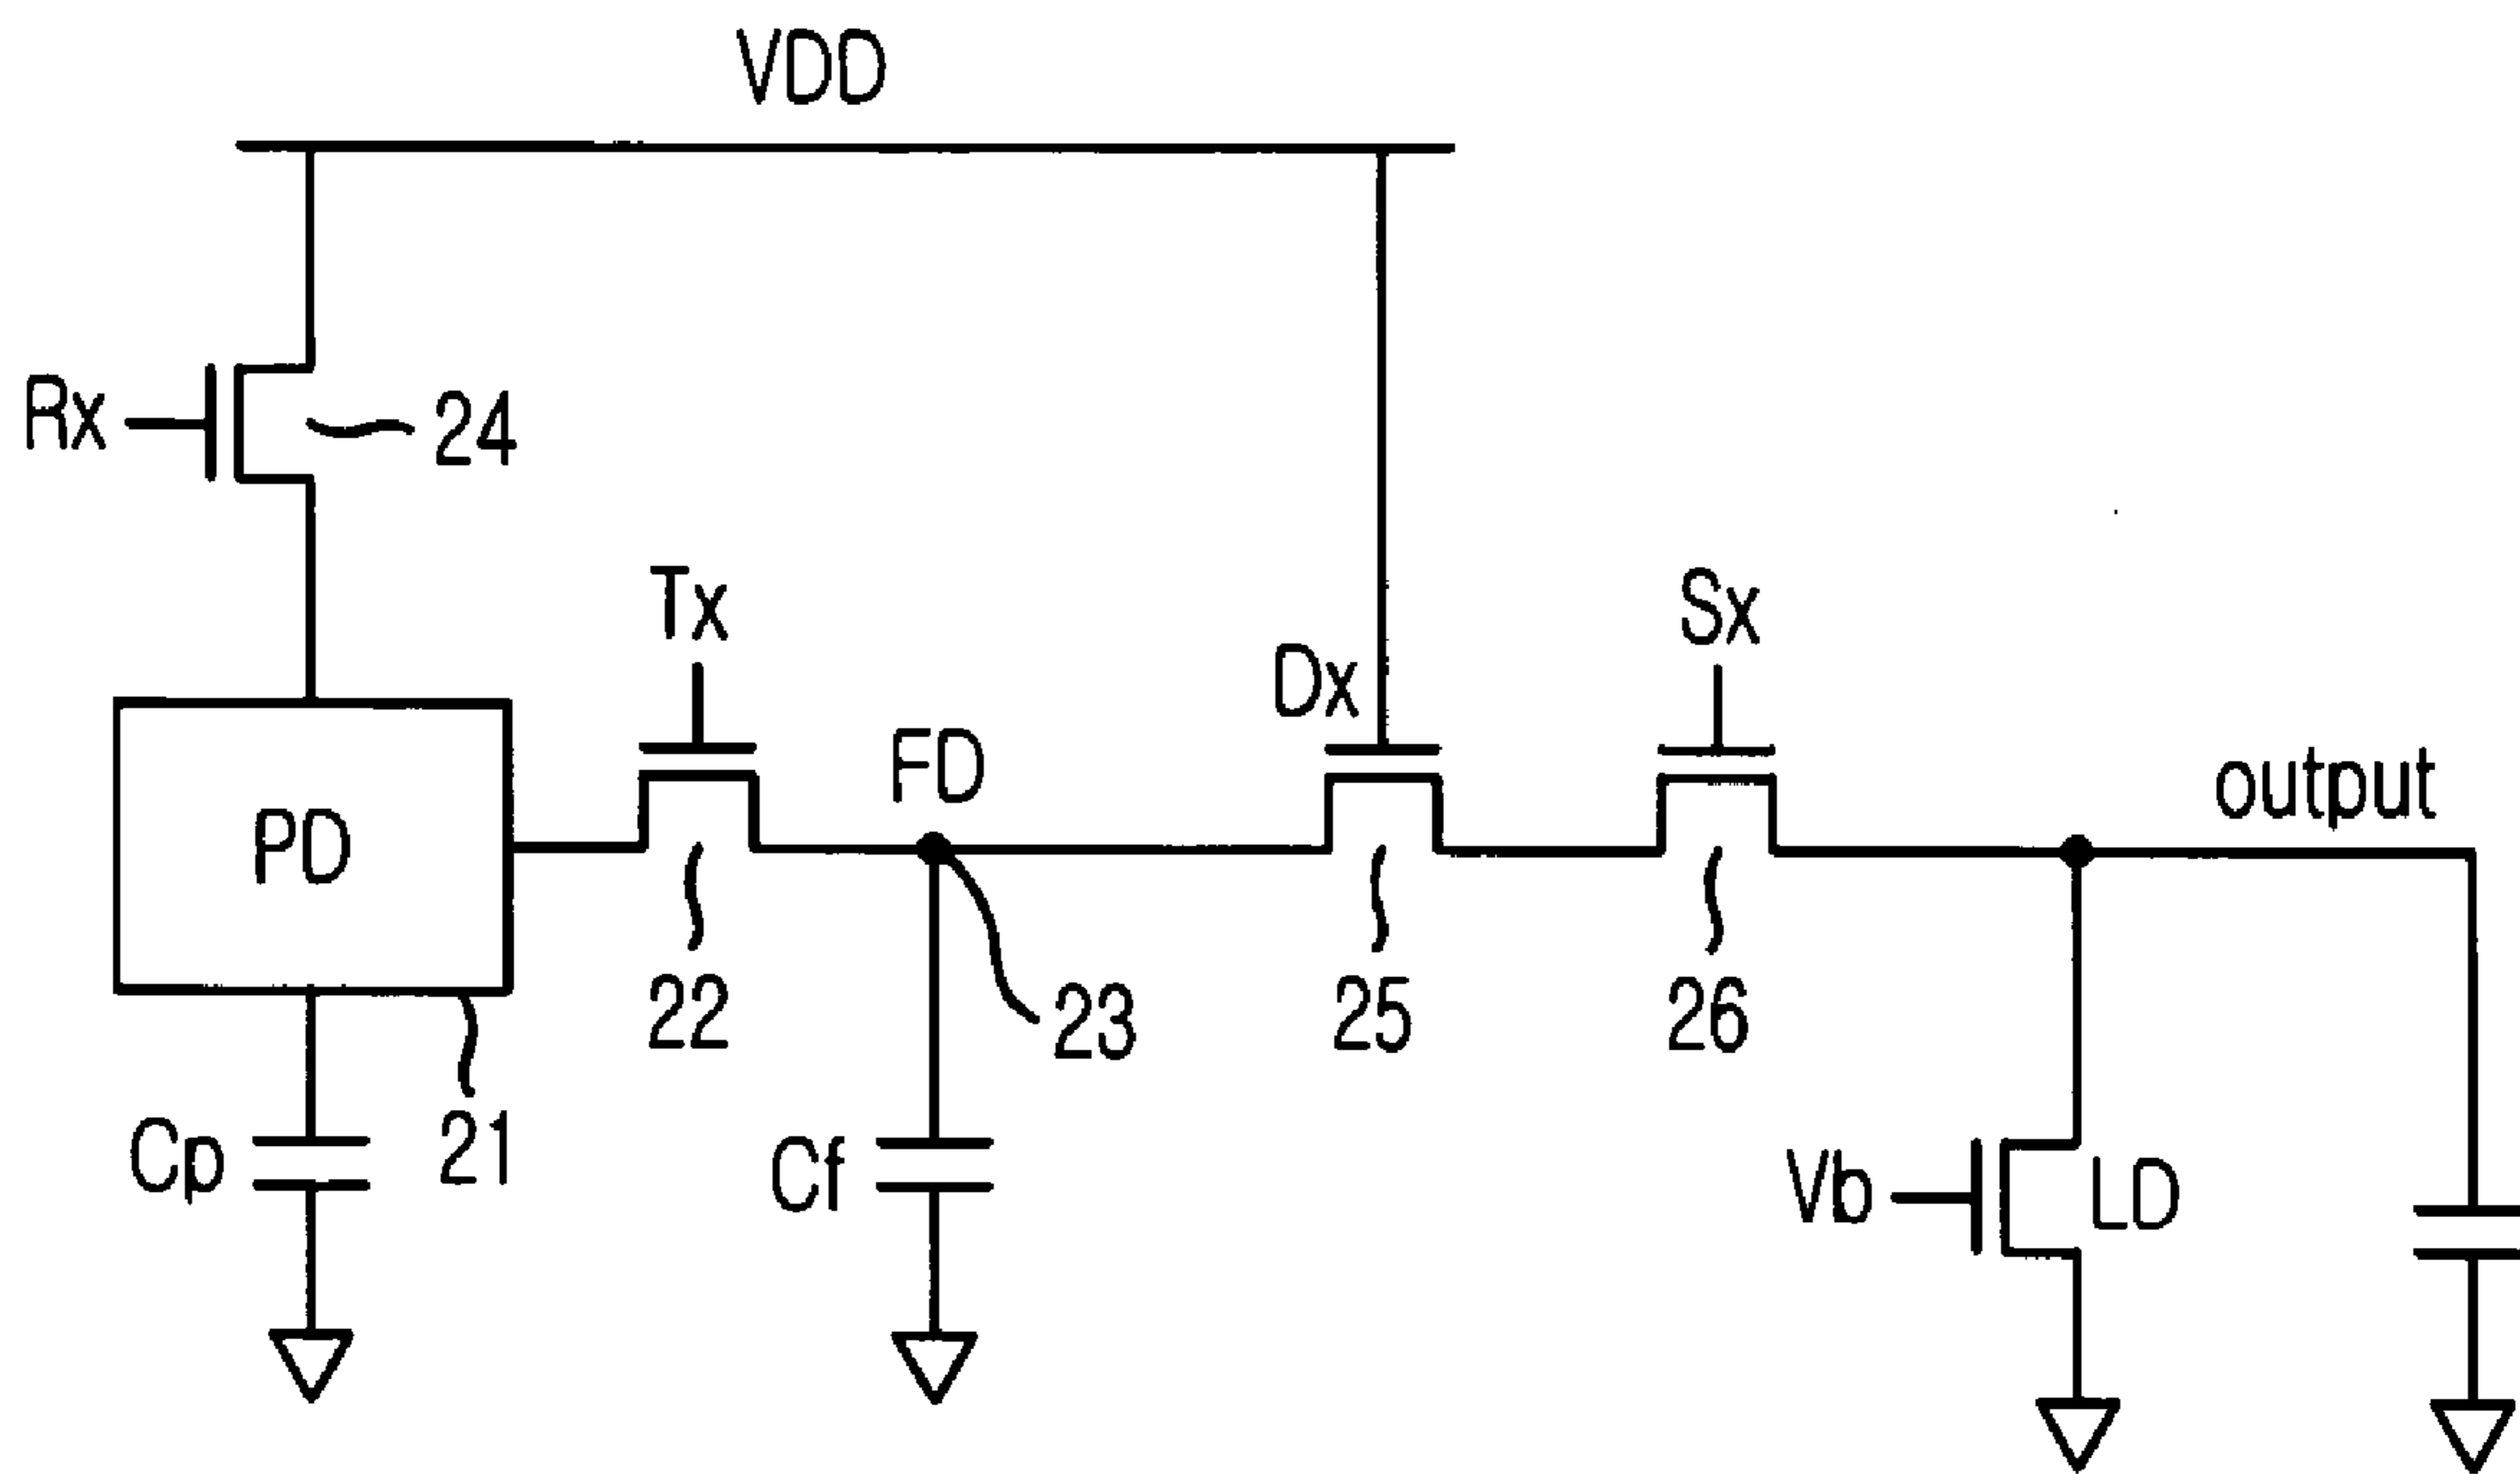 VDD
Rx
24
Tx
Sx
Dx
FD
output
PD
22
23
25
26
Cp
21
Cf
Vb
LD